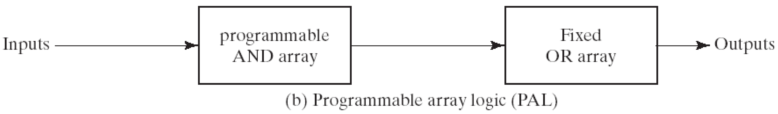 Inputs
programmable
AND array
Fixed
OR array
Outputs
(b) Programmable array logic (PAL)